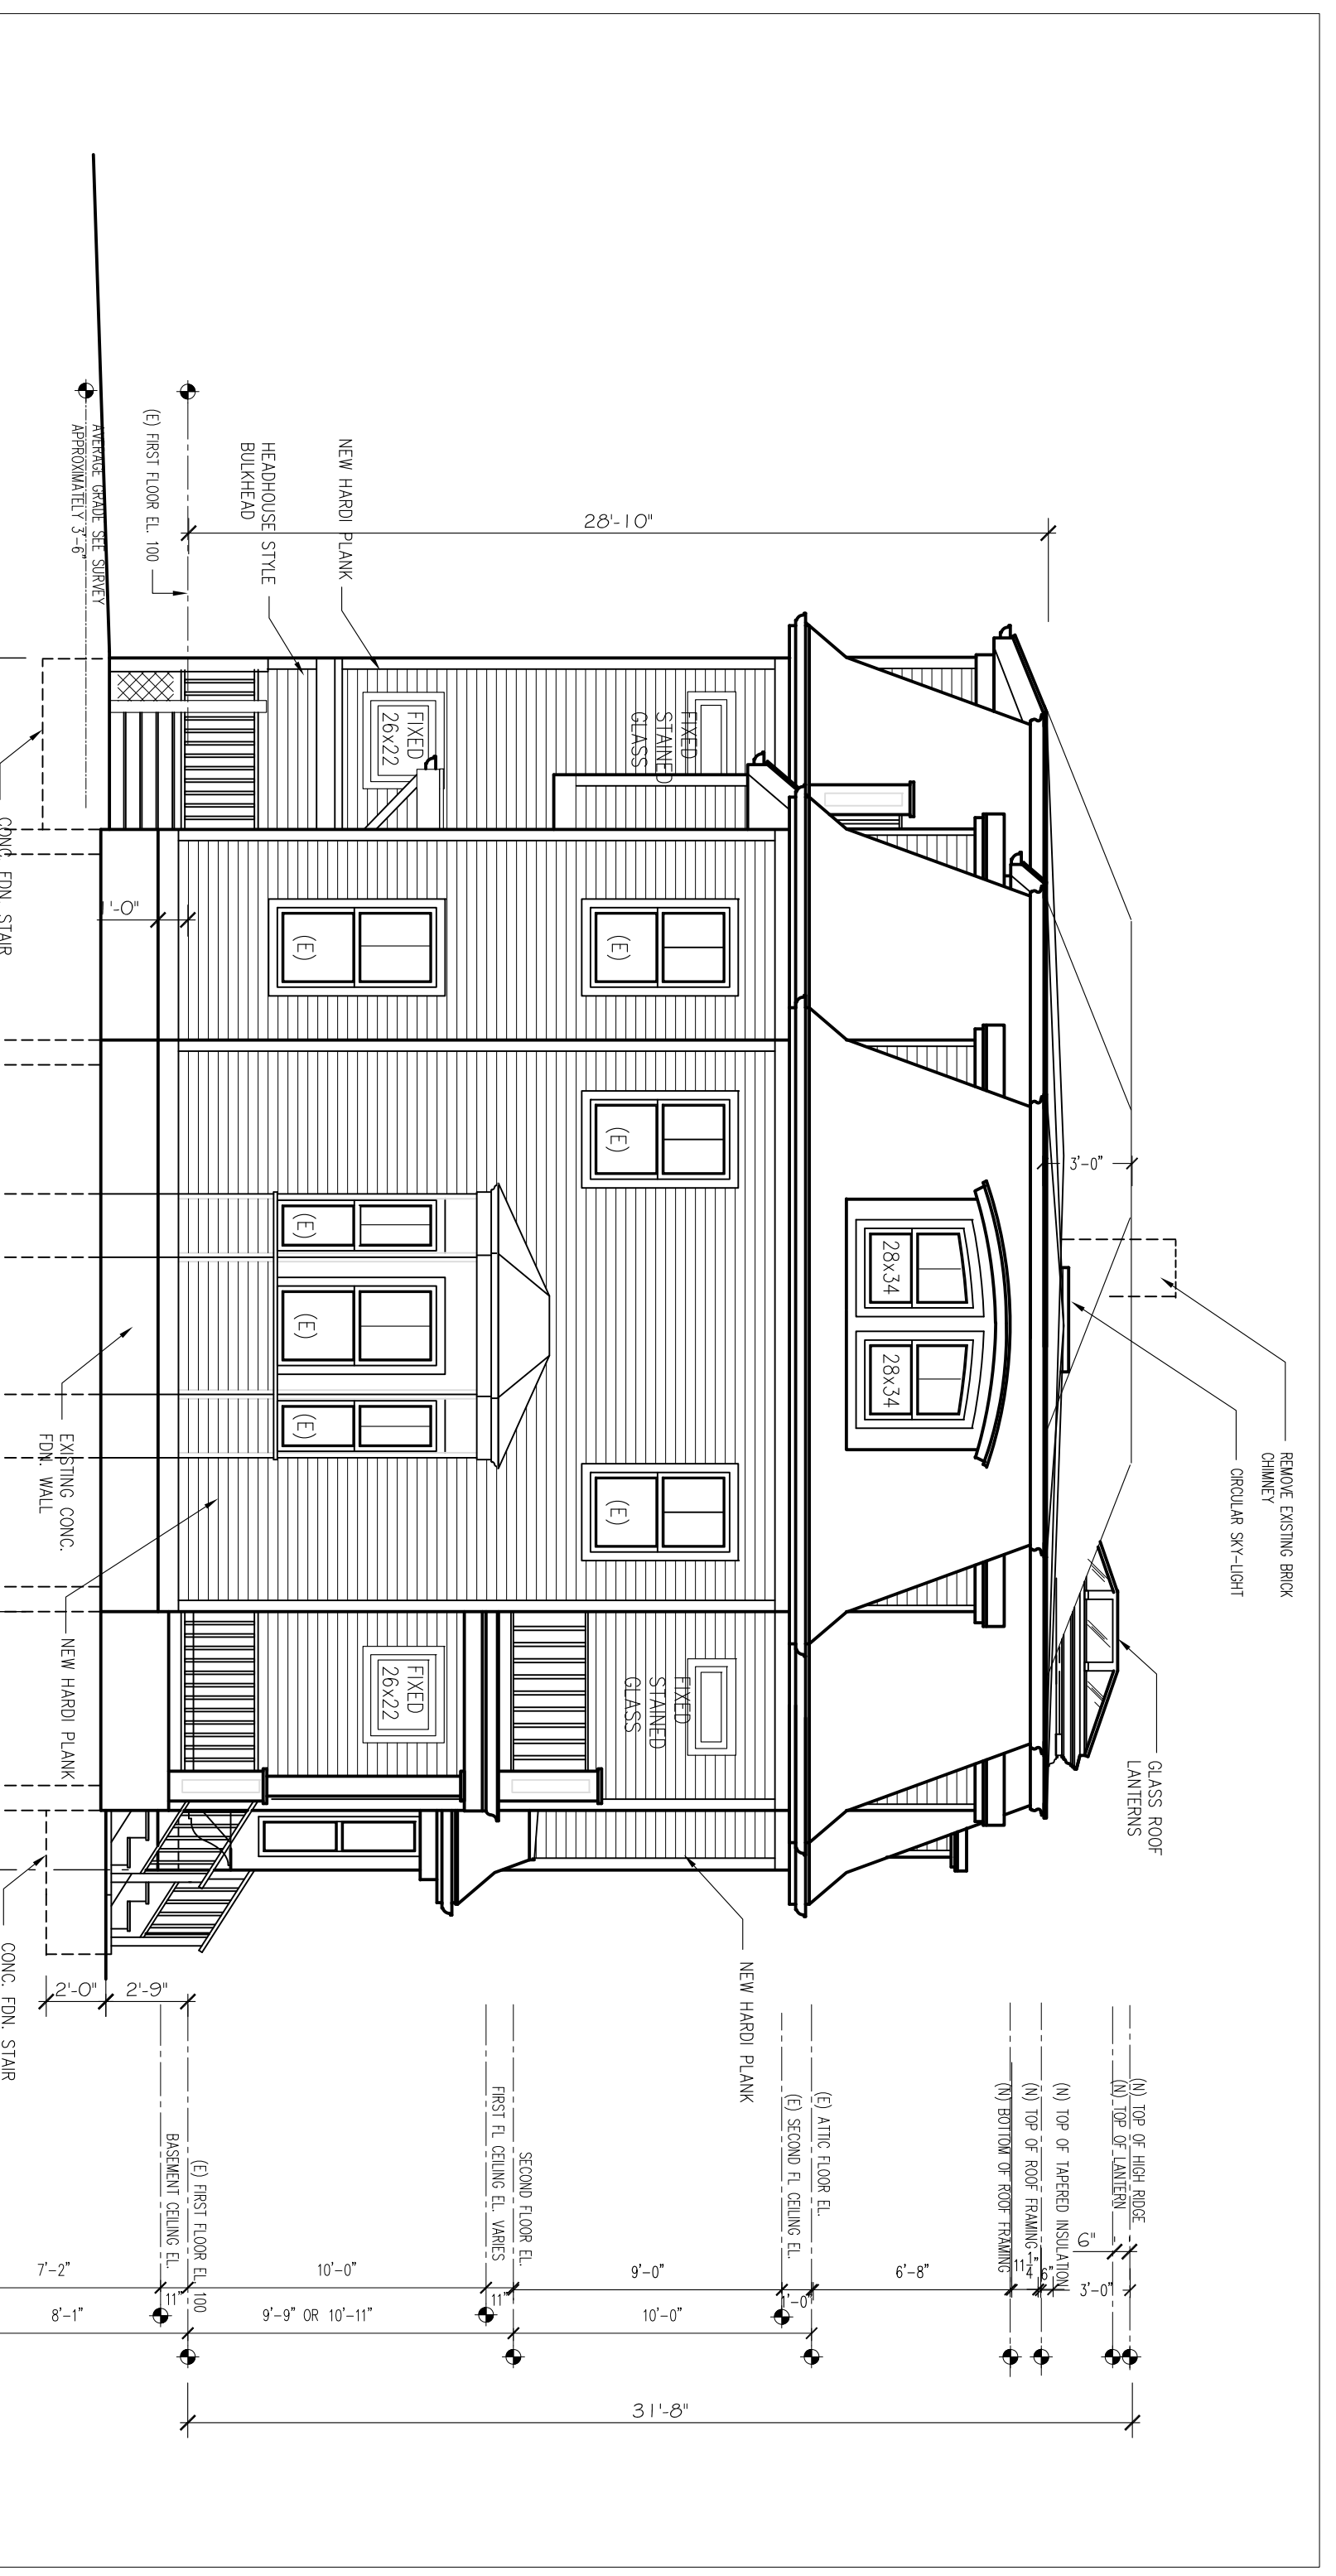 REMOVE EXISTING BRICK
CHIMNEY
CIRCULAR SKY-LIGHT
GLASS ROOF
LANTERNS
28'-10"
3'-0"
NEW HARDI PLANK
HEADHOUSE STYLE
BULKHEAD
(E) FIRST FLOOR EL. 100
AVERAGE GRADE SEE SURVEY
APPROXIMATELY 3'-6"
28x34
28x34
FIXED
STAINED
GLASS
(E)
(E)
(E)
FIXED
STAINED
GLASS
FIXED
26x22
(E)
(E)
(E)
(E)
FIXED
26x22
1'-0"
CONC. FDN. STAIR
EXISTING CONC.
FDN. WALL
NEW HARDI PLANK
NEW HARDI PLANK
CONC. FDN. STAIR
2'-9"
2'-0"
(N) TOP OF HIGH RIDGE
(N) TOP OF LANTERN
(N) TOP OF TAPERED INSULATION
(N) TOP OF ROOF FRAMING
(N) BOTTOM OF ROOF FRAMING
(E) ATTIC FLOOR EL.
(E) SECOND FL CEILING EL.
SECOND FLOOR EL.
FIRST FL CEILING EL. VARIES
(E) FIRST FLOOR EL. 100
BASEMENT CEILING EL.
6"
3'-0"
6"
11 1/4"
6'-8"
1'-0"
9'-0"
10'-0"
11"
10'-0"
9'-9" OR 10'-11"
11"
7'-2"
8'-1"
31'-8"